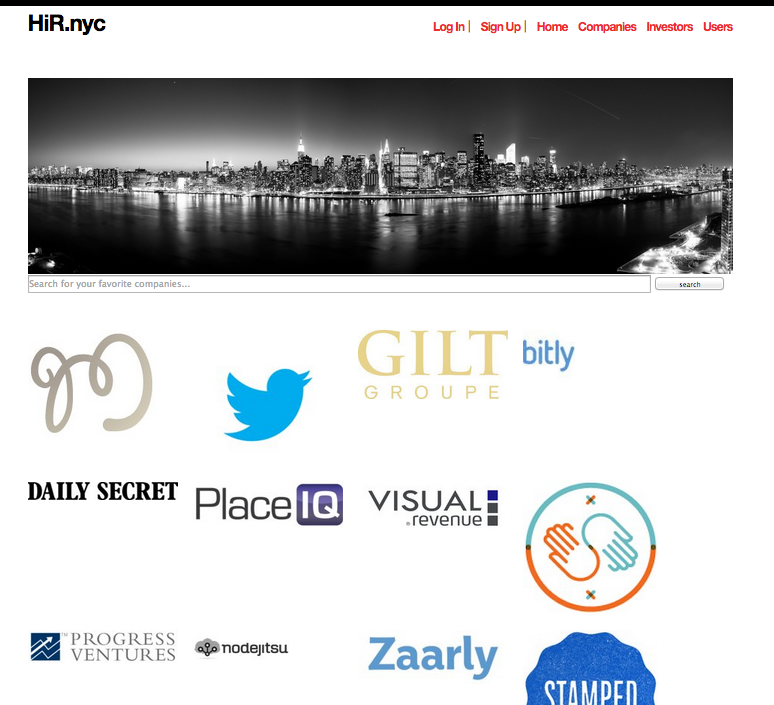 HiR.nyc
Log In | Sign Up | Home Companies Investors Users
Search for your favorite companies...
search
GILT
GROUPE
bitly
DAILY SECRET
PlaceIQ
VISUAL
revenue
PROGRESS
VENTURES
nodejitsu
Zaarly
STAMPED